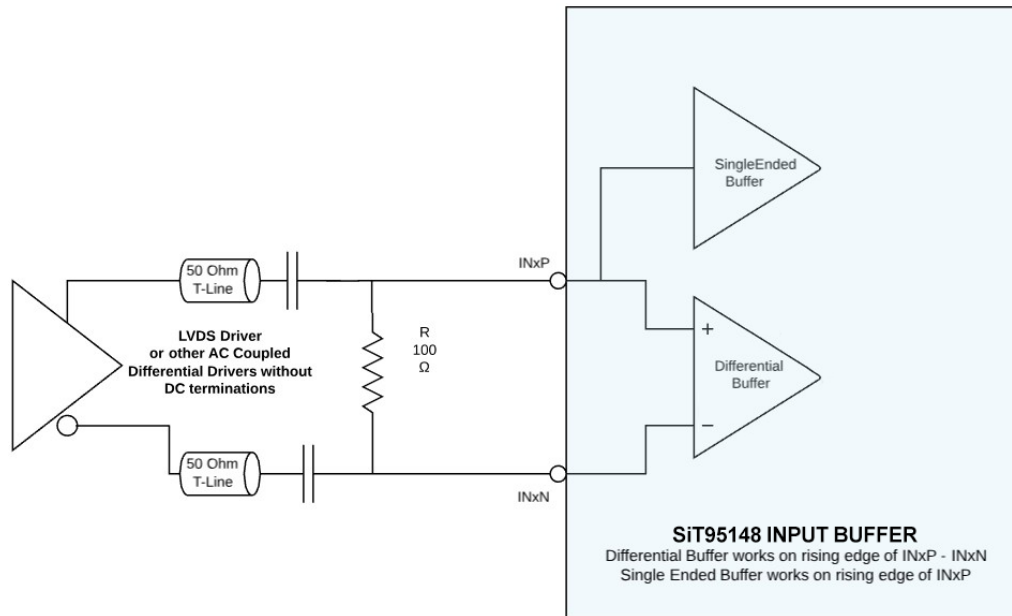 SingleEnded
Buffer
INxP
50 Ohm
T-Line
LVDS Driver
or other AC Coupled
Differential Drivers without
DC terminations
R
100
Ω
+
Differential
Buffer
−
50 Ohm
T-Line
INxN
SiT95148 INPUT BUFFER
Differential Buffer works on rising edge of INxP - INxN
Single Ended Buffer works on rising edge of INxP